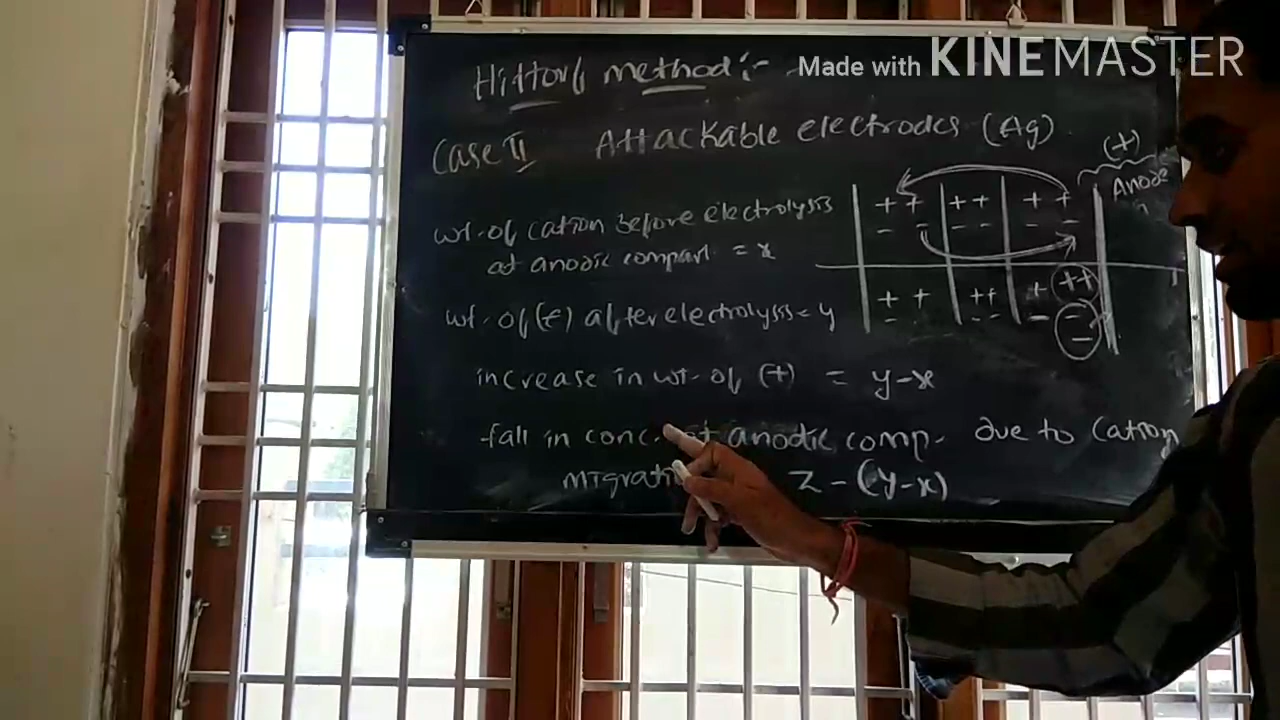 Made with KINEMASTER
Hittorf method :-
Case II Attackable electrodes (Ag)
(+)
Anode
wt. of cation before electrolysis
at anodic compart = x
wt. of (+) after electrolysis = y
increase in wt. of (+) = y-x
fall in conc. at anodic comp. due to cation
migration z - (y-x)